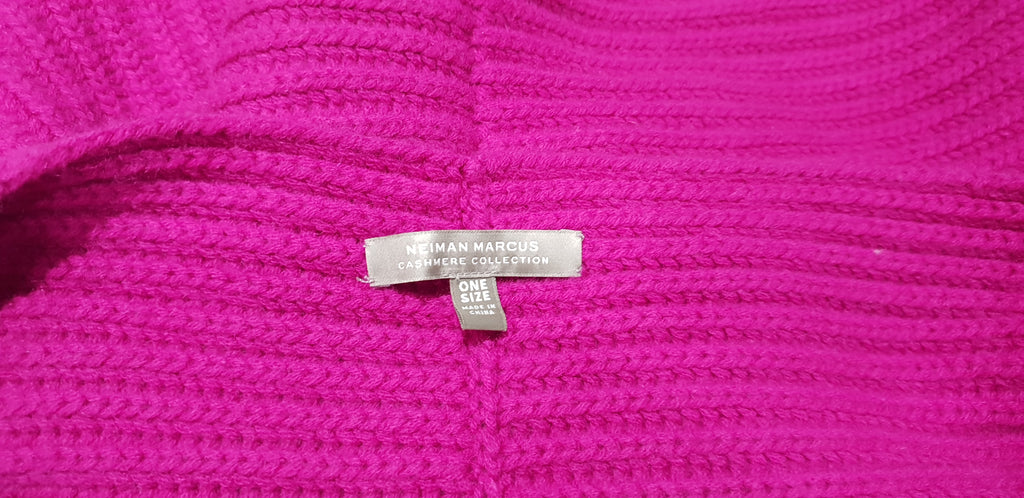 NEIMAN MARCUS
CASHMERE COLLECTION
ONE
SIZE
MADE IN
CHINA